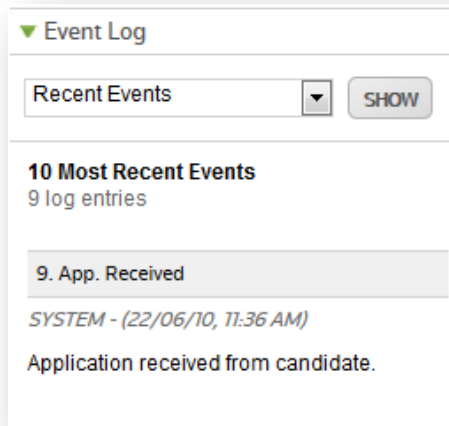 Event Log
Recent Events
SHOW
10 Most Recent Events
9 log entries
9. App. Received
SYSTEM - (22/06/10, 11:36 AM)
Application received from candidate.